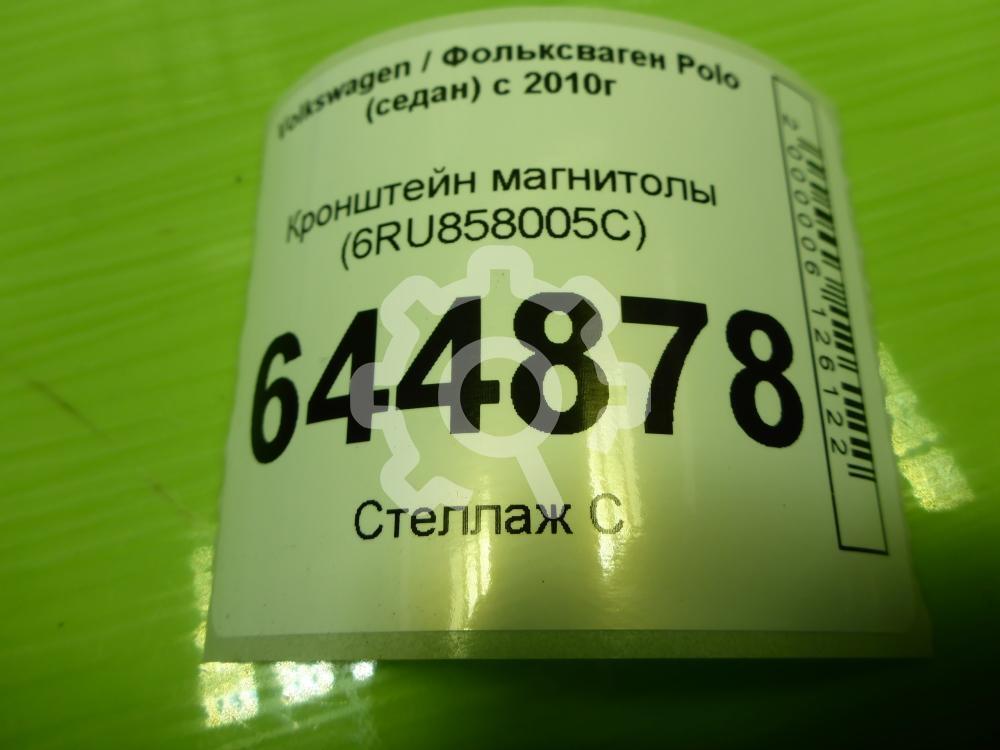 Volkswagen / Фольксваген Polo
(седан) с 2010г
Кронштейн магнитолы
(6RU858005C)
644878
Стеллаж С
2000006126122